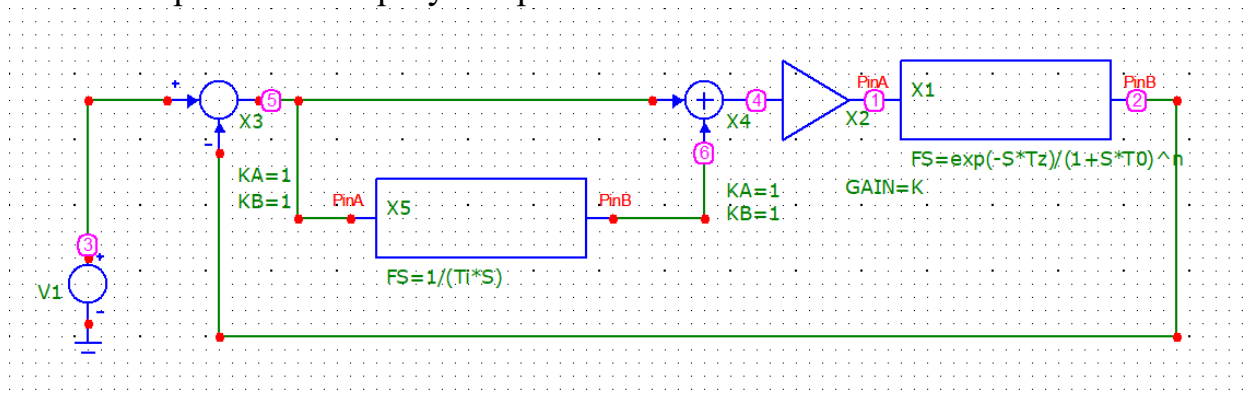 +
-
X3
5
KA=1
KB=1
PinA
X5
PinB
FS=1/(Ti*S)
6
+
X4
KA=1
KB=1
4
X2
GAIN=K
PinA
1
X1
PinB
2
FS=exp(-S*Tz)/(1+S*T0)^n
3
+
V1
-